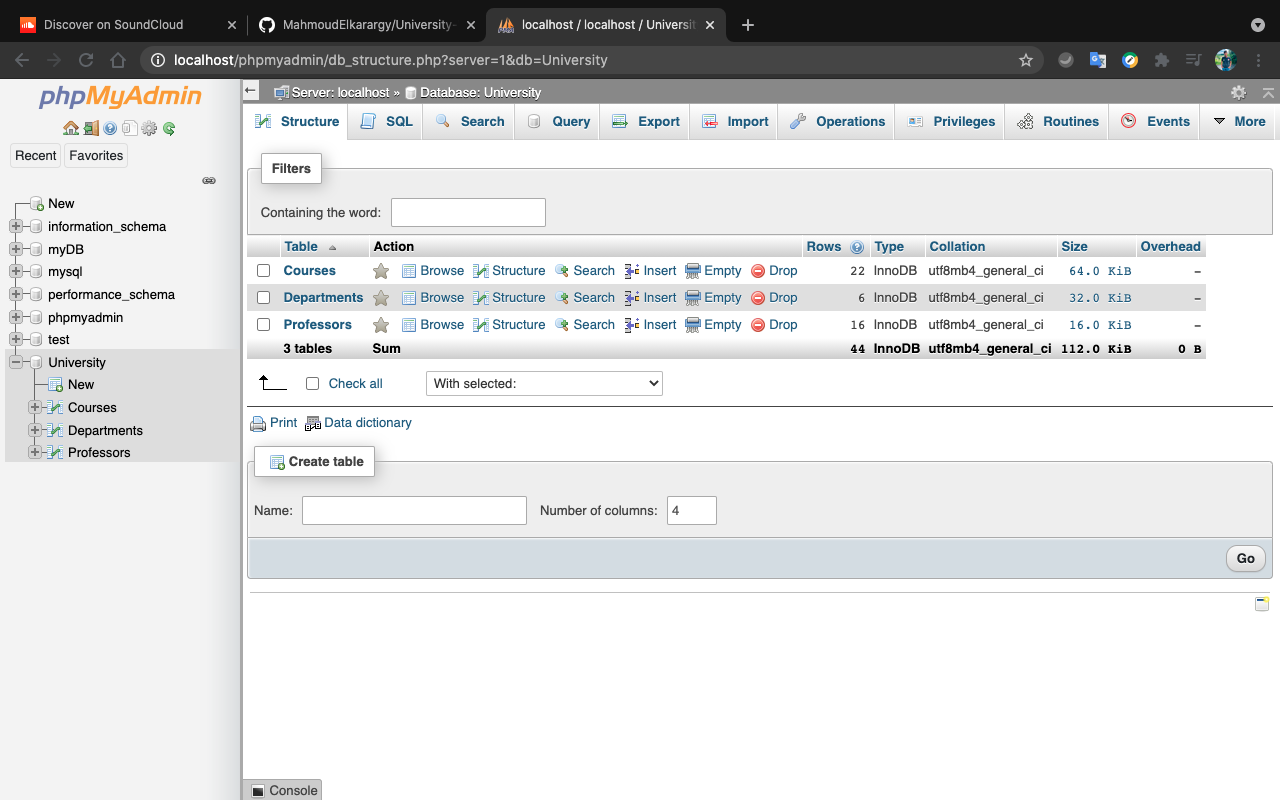 Discover on SoundCloud
MahmoudElkarargy/University-
localhost / localhost / Universit
localhost/phpmyadmin/db_structure.php?server=1&db=University
phpMyAdmin
Recent
Favorites
New
information_schema
myDB
mysql
performance_schema
phpmyadmin
test
University
New
Courses
Departments
Professors
Server: localhost » Database: University
Structure SQL Search Query Export Import Operations Privileges Routines Events More
Filters
Containing the word:
Table Action Rows Type Collation Size Overhead
Courses Browse Structure Search Insert Empty Drop 22 InnoDB utf8mb4_general_ci 64.0 KiB –
Departments Browse Structure Search Insert Empty Drop 6 InnoDB utf8mb4_general_ci 32.0 KiB –
Professors Browse Structure Search Insert Empty Drop 16 InnoDB utf8mb4_general_ci 16.0 KiB –
3 tables Sum 44 InnoDB utf8mb4_general_ci 112.0 KiB 0 B
Check all With selected:
Print Data dictionary
Create table
Name: Number of columns: 4
Go
Console